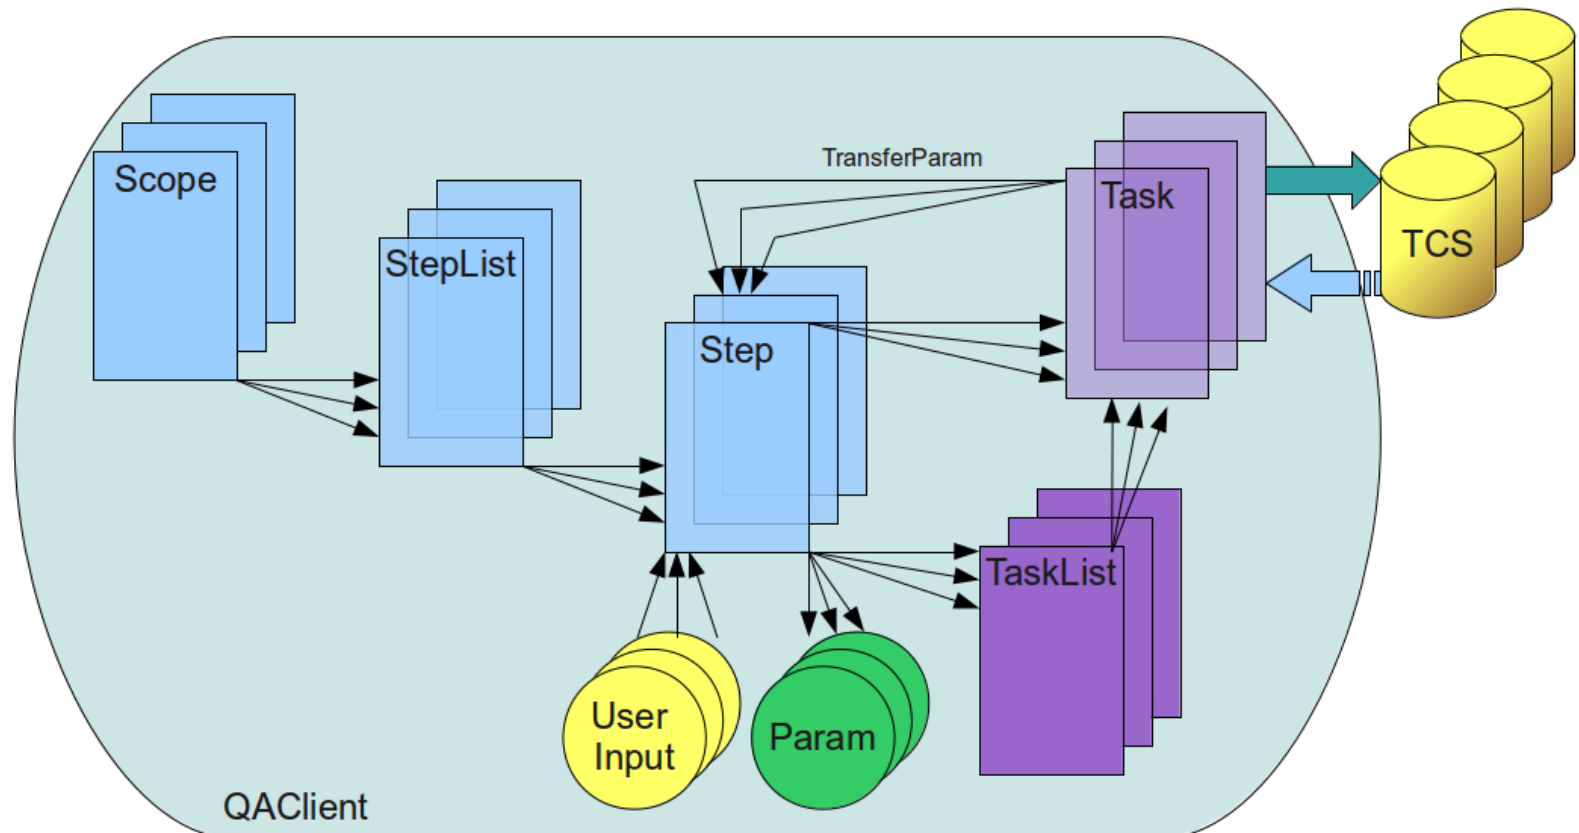 TransferParam
Scope
Task
TCS
StepList
Step
TaskList
User
Input
Param
QAClient